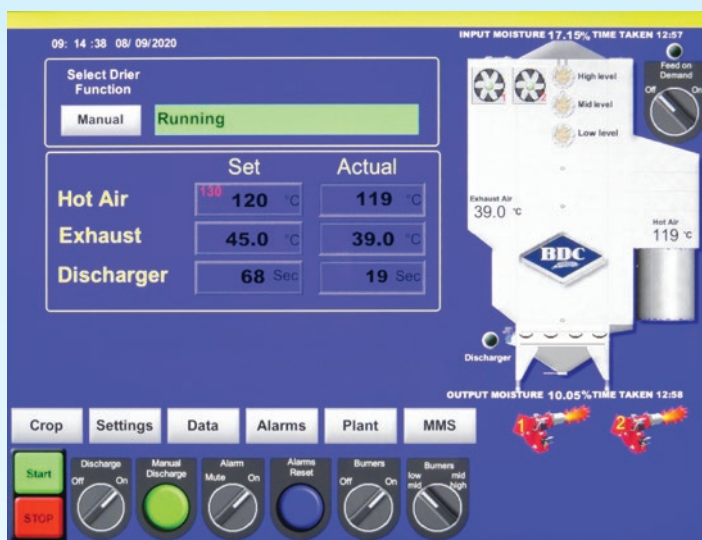 INPUT MOISTURE 17.15% TIME TAKEN 12:57
09: 14 :38 08/ 09/2020
Select Drier
Function
Manual
Running
Set Actual
Hot Air 130 120 °C 119 °C
Exhaust 45.0 °C 39.0 °C
Discharger 68 Sec 19 Sec
1 2
High level
Mid level
Low level
Feed on
Demand
Off On
Exhaust Air
39.0 °C
Hot Air
119 °C
BDC
Discharger
OUTPUT MOISTURE 10.05% TIME TAKEN 12:58
1 2
Crop Settings Data Alarms Plant MMS
Start
STOP
Discharge
Off On
Manual
Discharge
Alarm
Mute On
Alarms
Reset
Burners
Off On
Burners
low mid
mid high